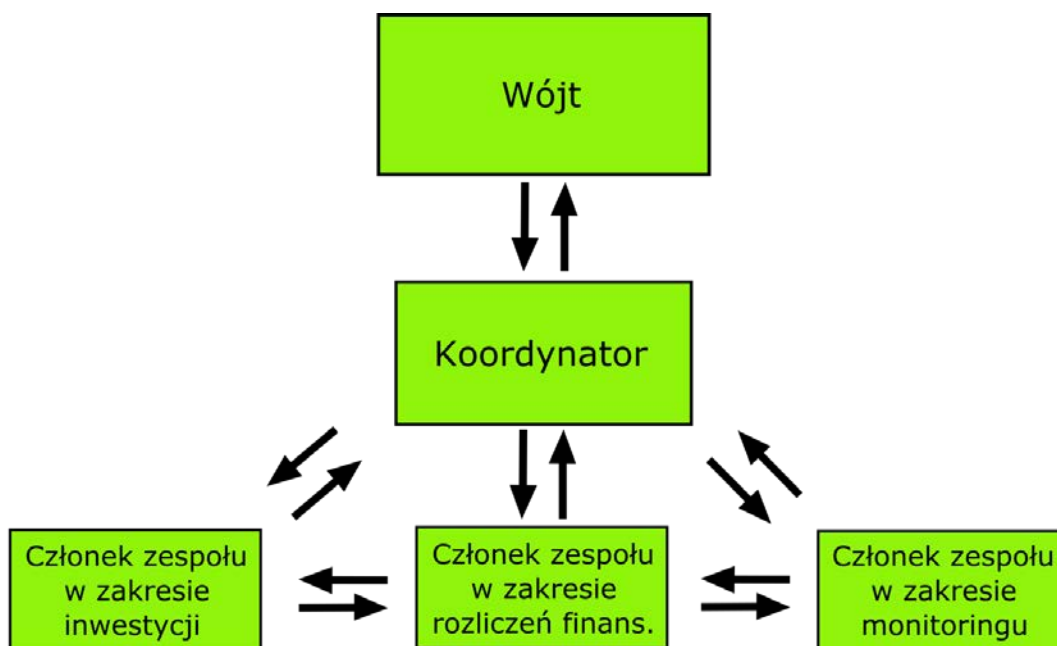 Wójt
Koordynator
Członek zespołu
w zakresie
inwestycji
Członek zespołu
w zakresie
rozliczeń finans.
Członek zespołu
w zakresie
monitoringu